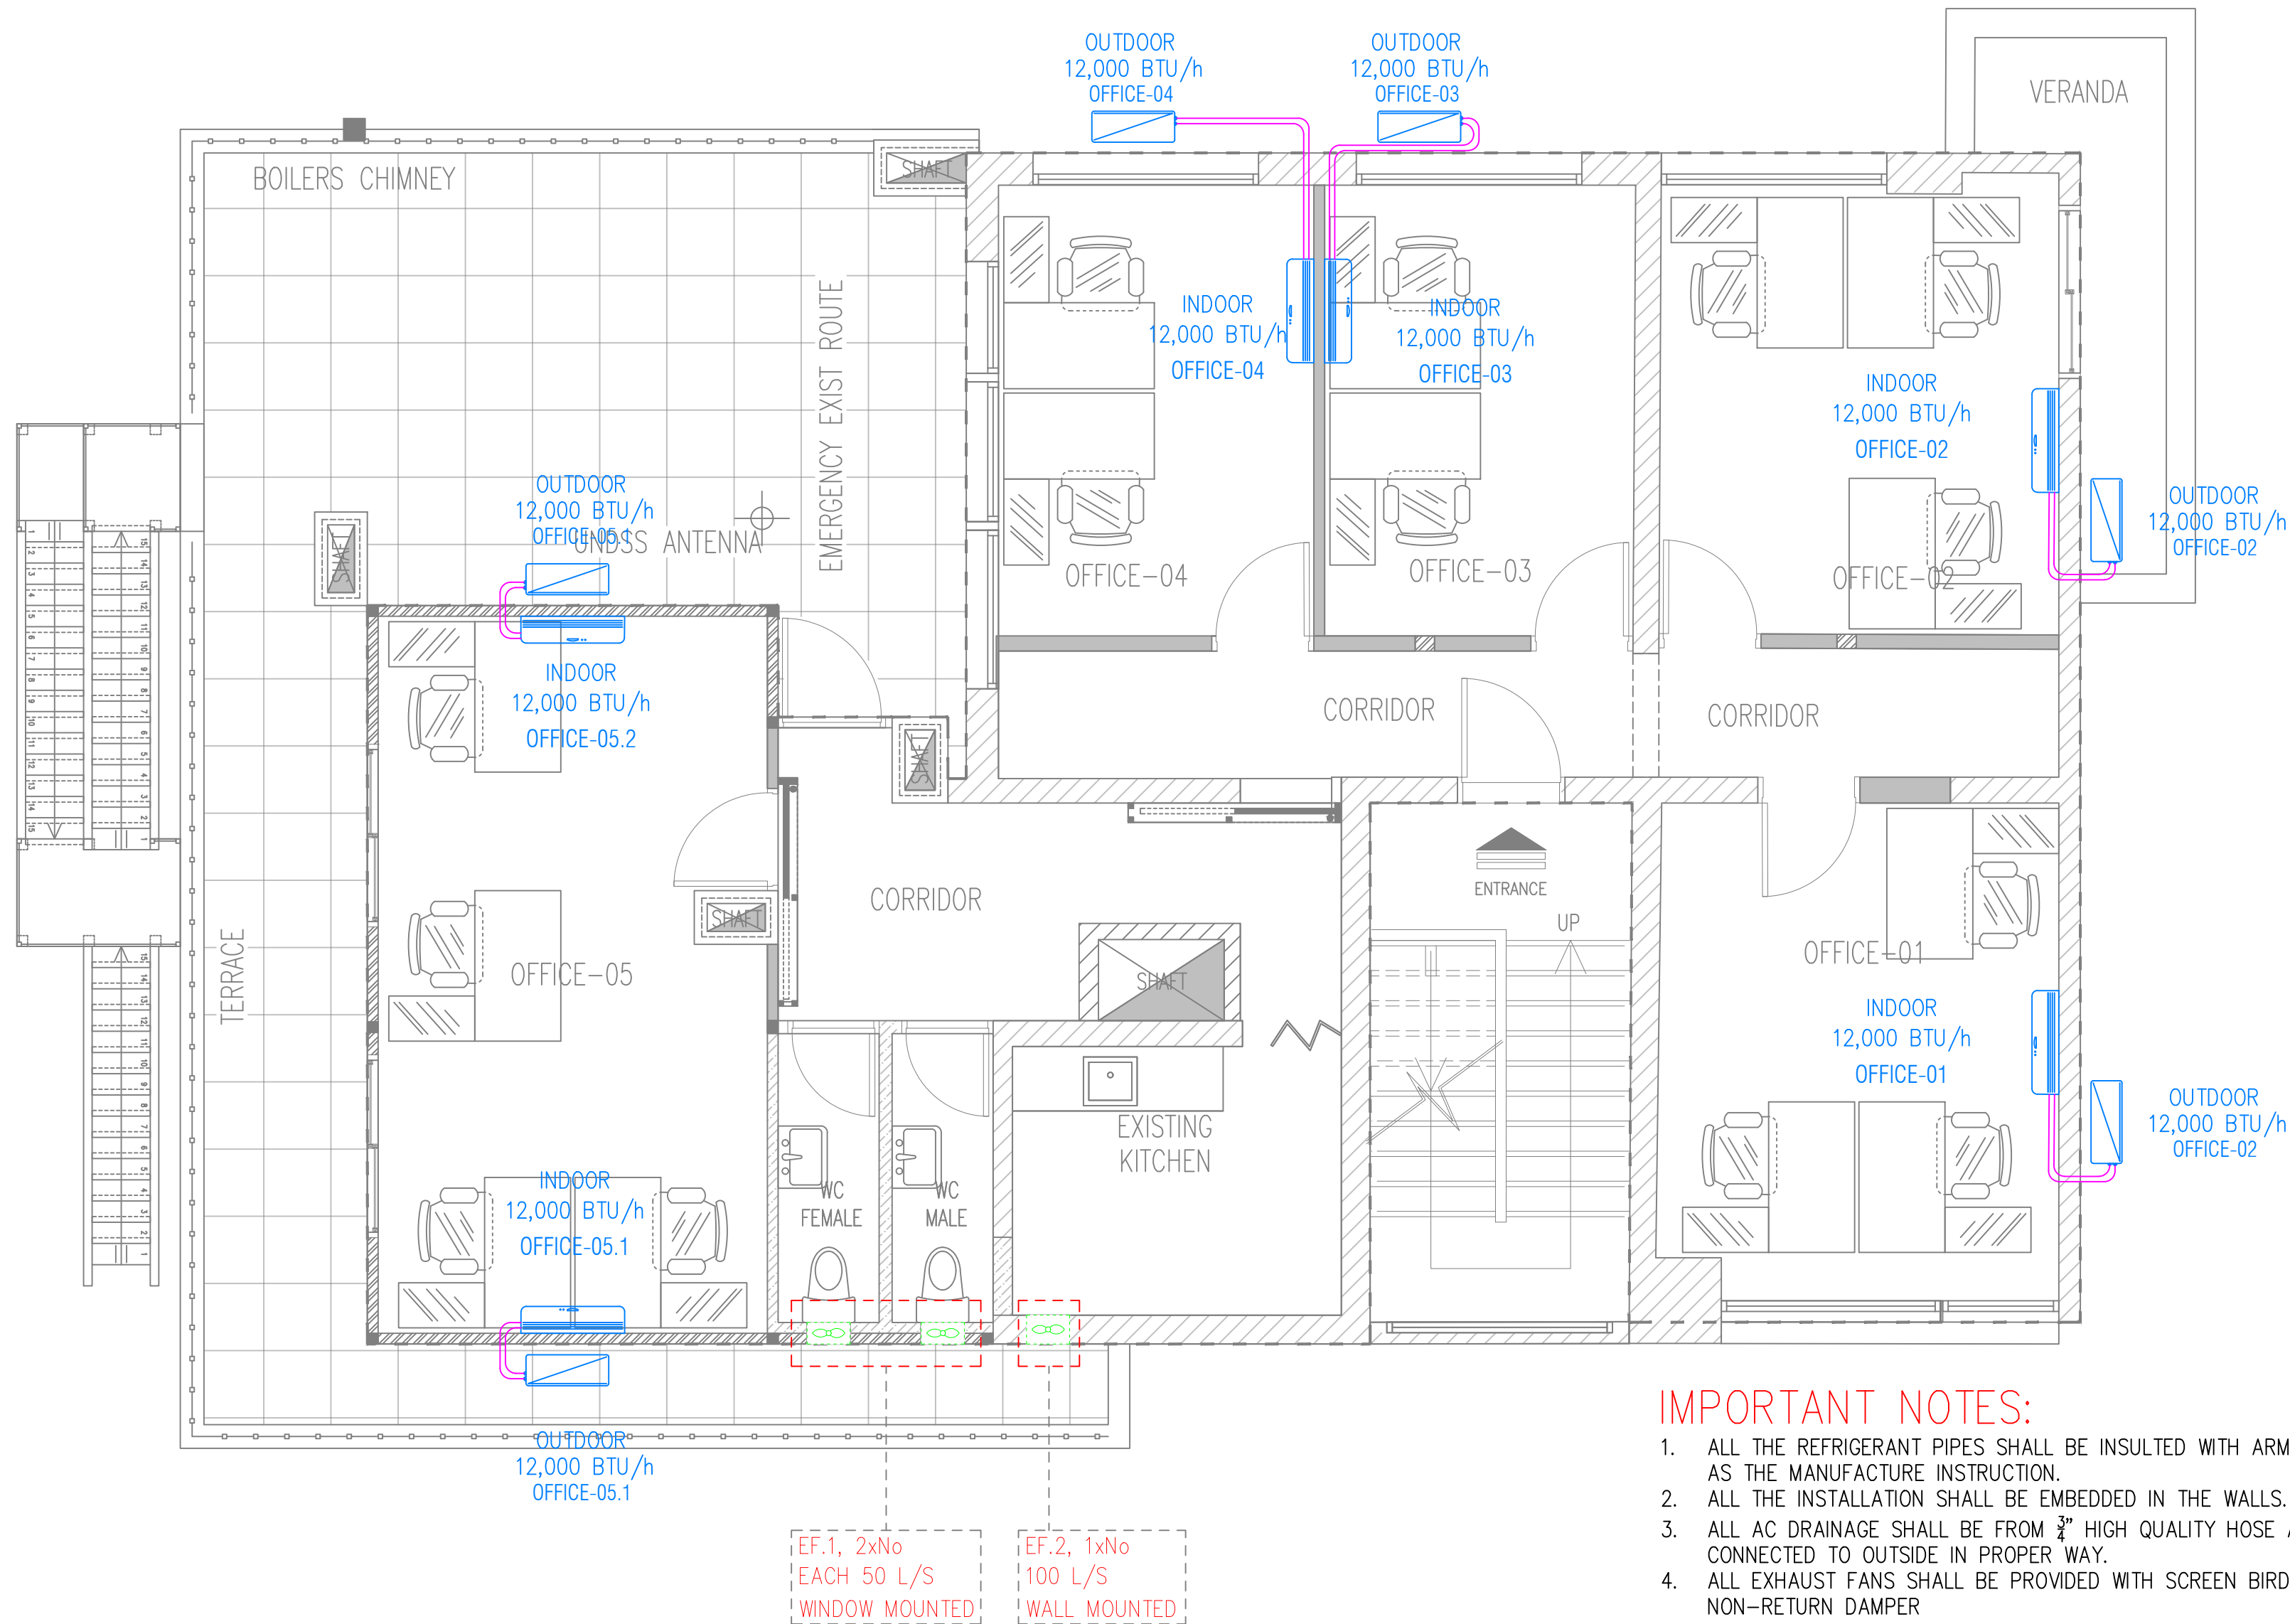 OUTDOOR
12,000 BTU/h
OFFICE-04
OUTDOOR
12,000 BTU/h
OFFICE-03
VERANDA
BOILERS CHIMNEY
SHAFT
EMERGENCY EXIST ROUTE
INDOOR
12,000 BTU/h
OFFICE-04
INDOOR
12,000 BTU/h
OFFICE-03
INDOOR
12,000 BTU/h
OFFICE-02
OUTDOOR
12,000 BTU/h
OFFICE-05.1
UNDSS ANTENNA
OUTDOOR
12,000 BTU/h
OFFICE-02
SHAFT
OFFICE-04
OFFICE-03
OFFICE-02
INDOOR
12,000 BTU/h
OFFICE-05.2
CORRIDOR
CORRIDOR
SHAFT
CORRIDOR
ENTRANCE
UP
SHAFT
TERRACE
OFFICE-05
SHAFT
OFFICE-01
INDOOR
12,000 BTU/h
OFFICE-01
OUTDOOR
12,000 BTU/h
OFFICE-02
EXISTING
KITCHEN
WC
FEMALE
WC
MALE
INDOOR
12,000 BTU/h
OFFICE-05.1
OUTDOOR
12,000 BTU/h
OFFICE-05.1
EF.1, 2xNo
EACH 50 L/S
WINDOW MOUNTED
EF.2, 1xNo
100 L/S
WALL MOUNTED
IMPORTANT NOTES:
1. ALL THE REFRIGERANT PIPES SHALL BE INSULTED WITH ARM
AS THE MANUFACTURE INSTRUCTION.
2. ALL THE INSTALLATION SHALL BE EMBEDDED IN THE WALLS.
3. ALL AC DRAINAGE SHALL BE FROM ¾" HIGH QUALITY HOSE
CONNECTED TO OUTSIDE IN PROPER WAY.
4. ALL EXHAUST FANS SHALL BE PROVIDED WITH SCREEN BIRD
NON-RETURN DAMPER